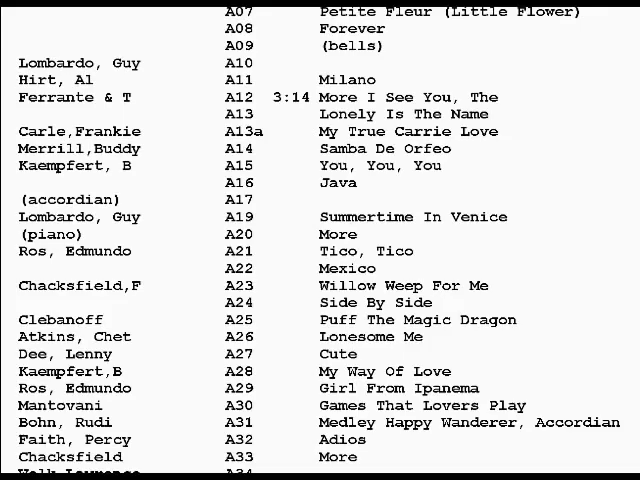 A07 Petite Fleur (Little Flower)
A08 Forever
A09 (bells)
Lombardo, Guy A10
Hirt, Al A11 Milano
Ferrante & T A12 3:14 More I See You, The
A13 Lonely Is The Name
Carle,Frankie A13a My True Carrie Love
Merrill,Buddy A14 Samba De Orfeo
Kaempfert, B A15 You, You, You
A16 Java
(accordian) A17
Lombardo, Guy A19 Summertime In Venice
(piano) A20 More
Ros, Edmundo A21 Tico, Tico
A22 Mexico
Chacksfield,F A23 Willow Weep For Me
A24 Side By Side
Clebanoff A25 Puff The Magic Dragon
Atkins, Chet A26 Lonesome Me
Dee, Lenny A27 Cute
Kaempfert,B A28 My Way Of Love
Ros, Edmundo A29 Girl From Ipanema
Mantovani A30 Games That Lovers Play
Bohn, Rudi A31 Medley Happy Wanderer, Accordian
Faith, Percy A32 Adios
Chacksfield A33 More